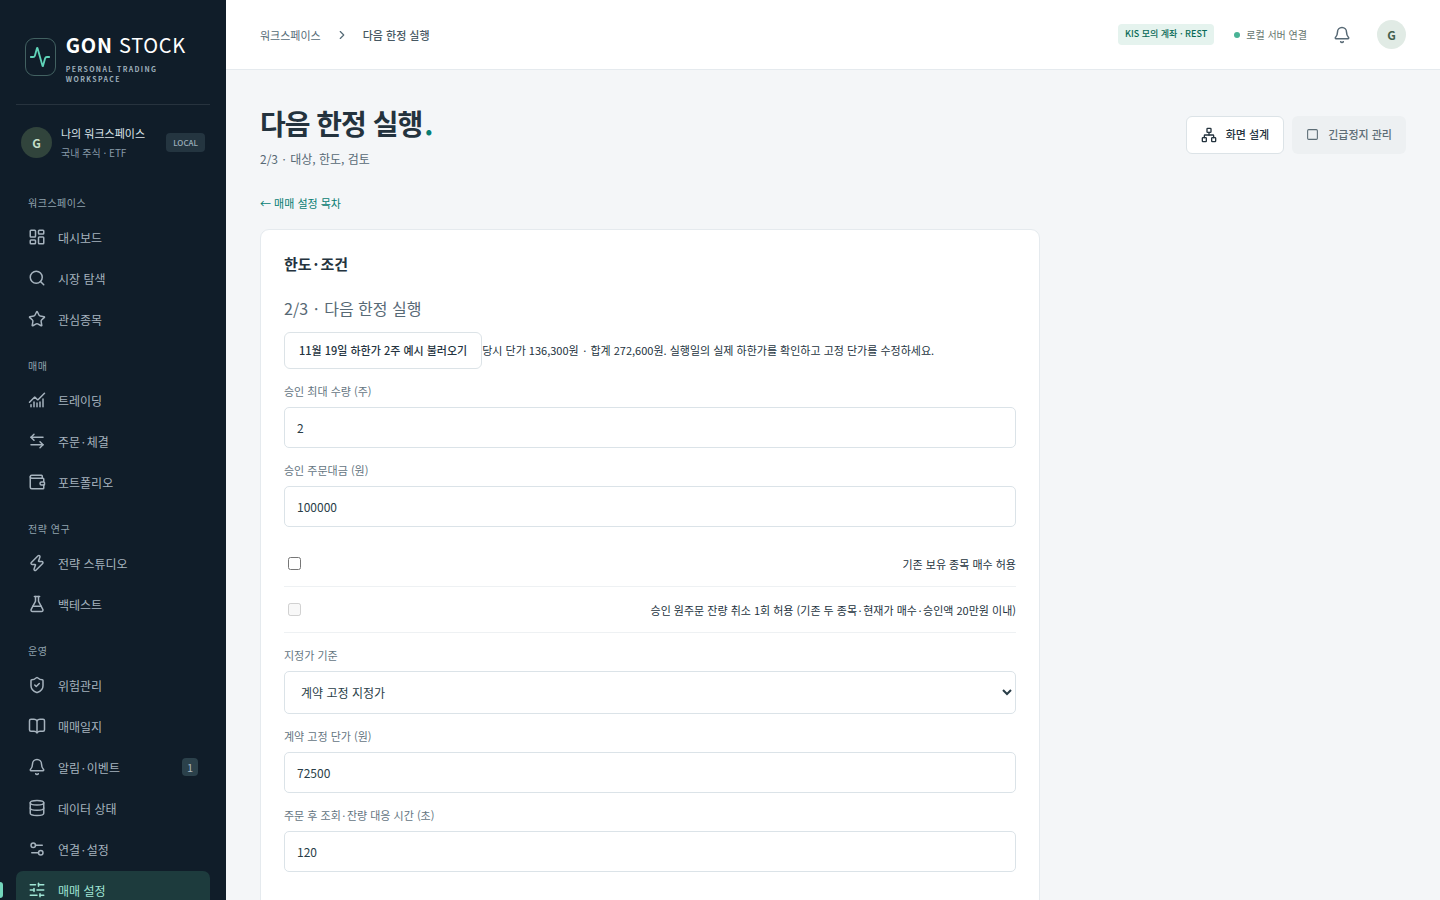 GON STOCK
PERSONAL TRADING
WORKSPACE
G
나의 워크스페이스
국내 주식 · ETF
LOCAL
워크스페이스
대시보드
시장 탐색
관심종목
매매
트레이딩
주문·체결
포트폴리오
전략 연구
전략 스튜디오
백테스트
운영
위험관리
매매일지
알림·이벤트
1
데이터 상태
연결·설정
매매 설정
워크스페이스 > 다음 한정 실행
KIS 모의 계좌 · REST
로컬 서버 연결
G
다음 한정 실행.
2/3 · 대상, 한도, 검토
화면 설계
긴급정지 관리
← 매매 설정 목차
한도·조건
2/3 · 다음 한정 실행
11월 19일 하한가 2주 예시 불러오기
당시 단가 136,300원 · 합계 272,600원. 실행일의 실제 하한가를 확인하고 고정 단가를 수정하세요.
승인 최대 수량 (주)
2
승인 주문대금 (원)
100000
기존 보유 종목 매수 허용
승인 원주문 잔량 취소 1회 허용 (기존 두 종목·현재가 매수·승인액 20만원 이내)
지정가 기준
계약 고정 지정가
계약 고정 단가 (원)
72500
주문 후 조회·잔량 대응 시간 (초)
120